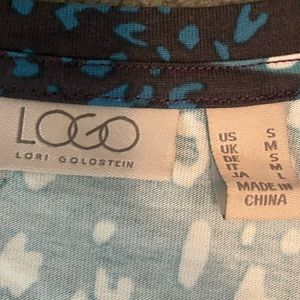 LOGO
LORI GOLDSTEIN
US S
UK M
DE S
IT M
JA L
MADE IN
CHINA